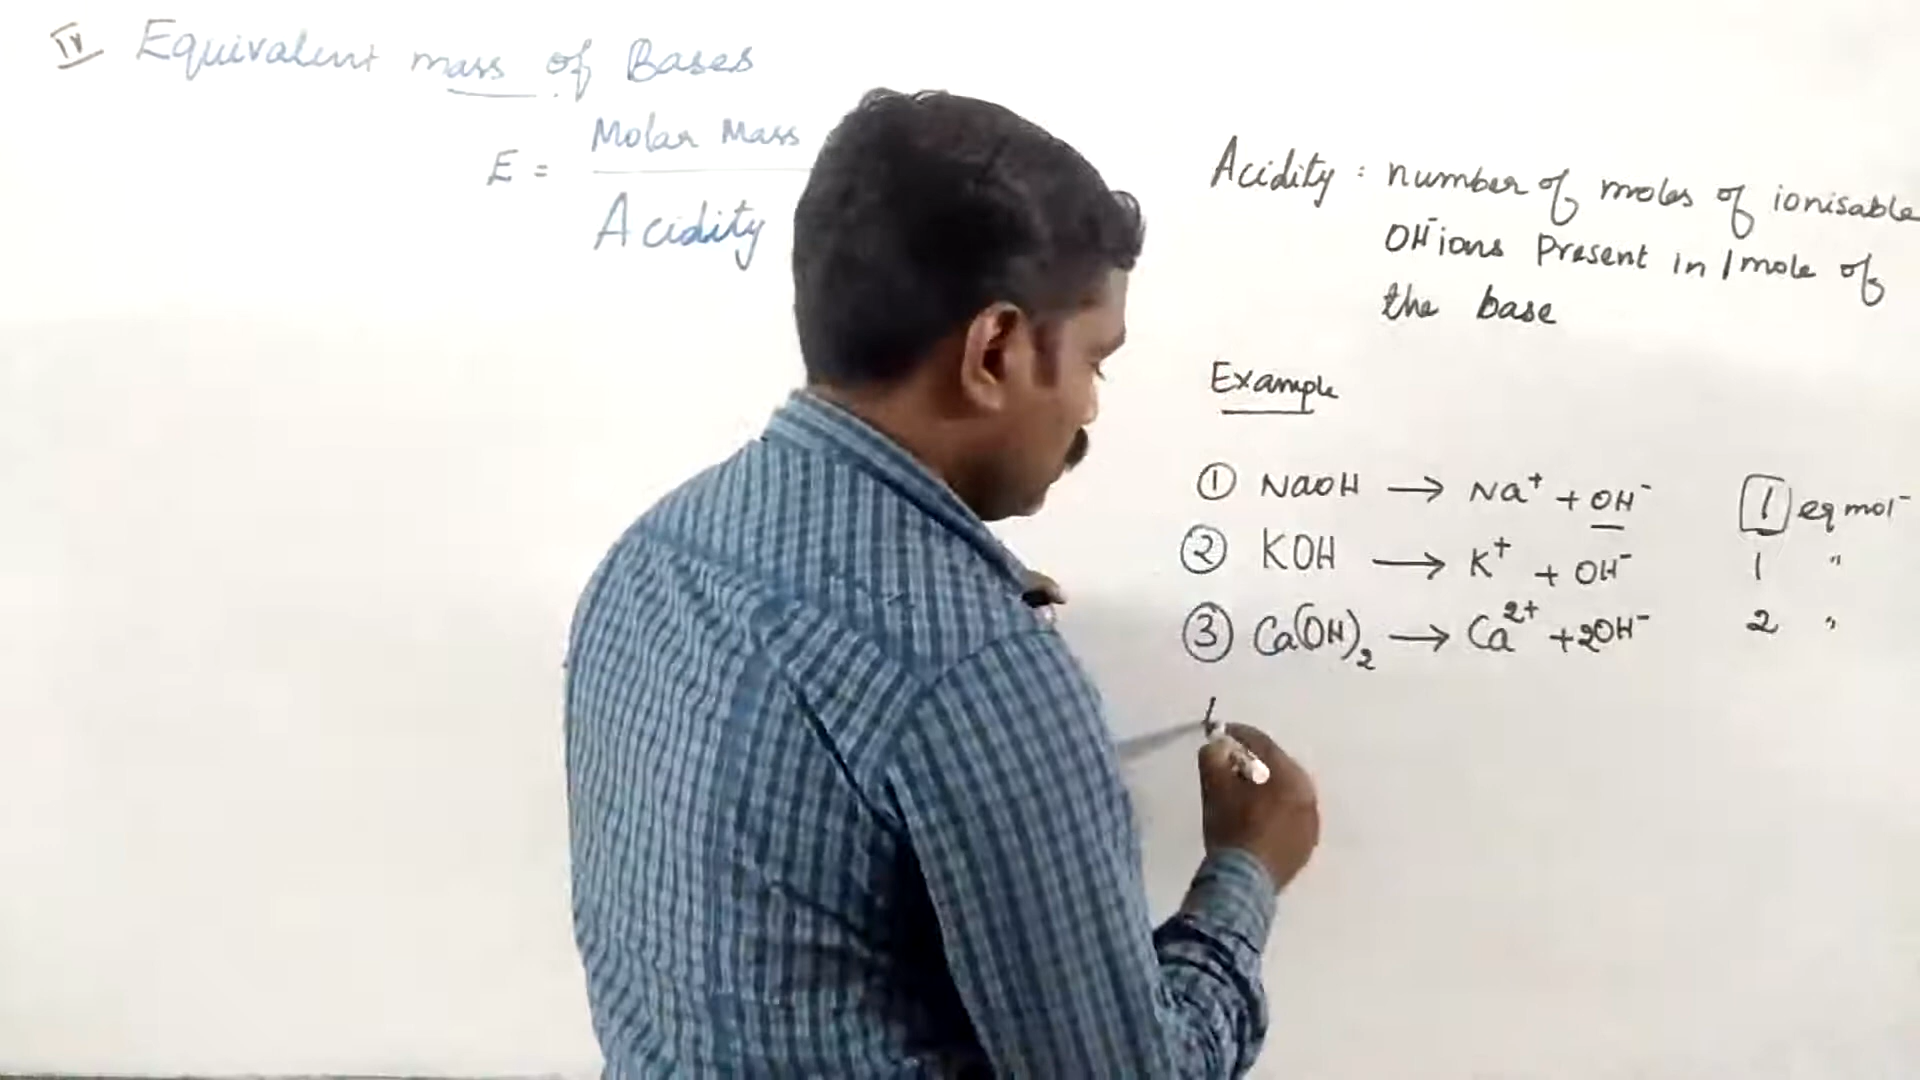 IV Equivalent mass of Bases
E = Molar Mass
Acidity
Acidity : number of moles of ionisable
OH⁻ ions Present in 1 mole of
the base
Example
① NaOH → Na⁺ + OH⁻ 1 eq mol⁻
② KOH → K⁺ + OH⁻ 1 "
③ Ca(OH)₂ → Ca²⁺ + 2OH⁻ 2 "